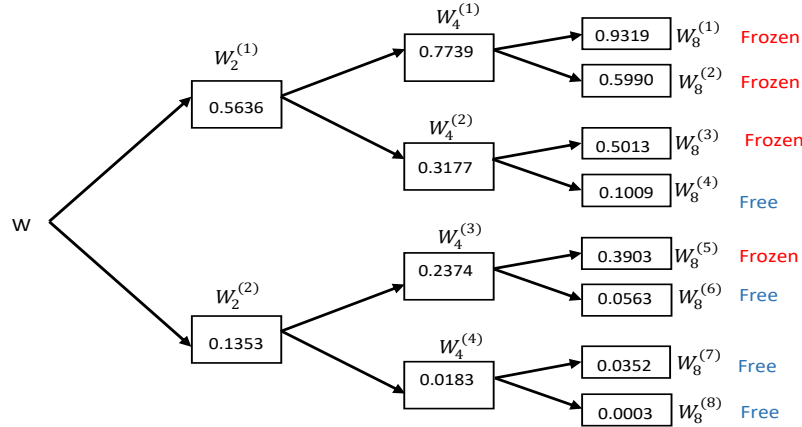 W
W_2^{(1)}
0.5636
W_2^{(2)}
0.1353
W_4^{(1)}
0.7739
W_4^{(2)}
0.3177
W_4^{(3)}
0.2374
W_4^{(4)}
0.0183
0.9319 W_8^{(1)} Frozen
0.5990 W_8^{(2)} Frozen
0.5013 W_8^{(3)} Frozen
0.1009 W_8^{(4)} Free
0.3903 W_8^{(5)} Frozen
0.0563 W_8^{(6)} Free
0.0352 W_8^{(7)} Free
0.0003 W_8^{(8)} Free